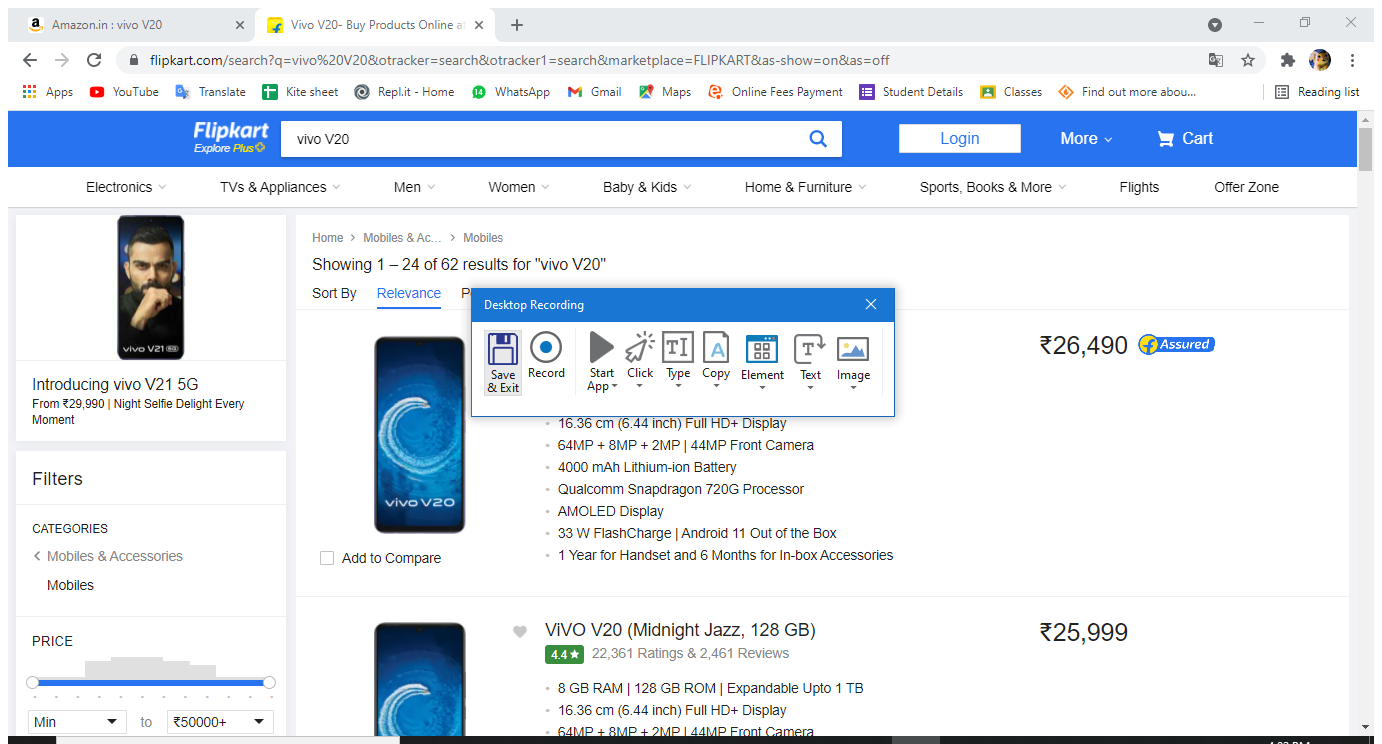 Amazon.in : vivo V20
Vivo V20- Buy Products Online at
flipkart.com/search?q=vivo%20V20&otracker=search&otracker1=search&marketplace=FLIPKART&as-show=on&as=off
Apps YouTube Translate Kite sheet Repl.it - Home WhatsApp Gmail Maps Online Fees Payment Student Details Classes Find out more abou... Reading list
Flipkart
Explore Plus
vivo V20
Login More Cart
Electronics TVs & Appliances Men Women Baby & Kids Home & Furniture Sports, Books & More Flights Offer Zone
vivo V21 5G
Introducing vivo V21 5G
From ₹29,990 | Night Selfie Delight Every
Moment
Filters
CATEGORIES
Mobiles & Accessories
Mobiles
PRICE
Min to ₹50000+
Home Mobiles & Ac... Mobiles
Showing 1 – 24 of 62 results for "vivo V20"
Sort By Relevance
Desktop Recording
Save
& Exit
Record
Start
App
Click
Type
Copy
Element
Text
Image
vivo V20
Add to Compare
16.36 cm (6.44 inch) Full HD+ Display
64MP + 8MP + 2MP | 44MP Front Camera
4000 mAh Lithium-ion Battery
Qualcomm Snapdragon 720G Processor
AMOLED Display
33 W FlashCharge | Android 11 Out of the Box
1 Year for Handset and 6 Months for In-box Accessories
₹26,490 Assured
ViVO V20 (Midnight Jazz, 128 GB)
4.4 22,361 Ratings & 2,461 Reviews
8 GB RAM | 128 GB ROM | Expandable Upto 1 TB
16.36 cm (6.44 inch) Full HD+ Display
64MP + 8MP + 2MP | 44MP Front Camera
₹25,999